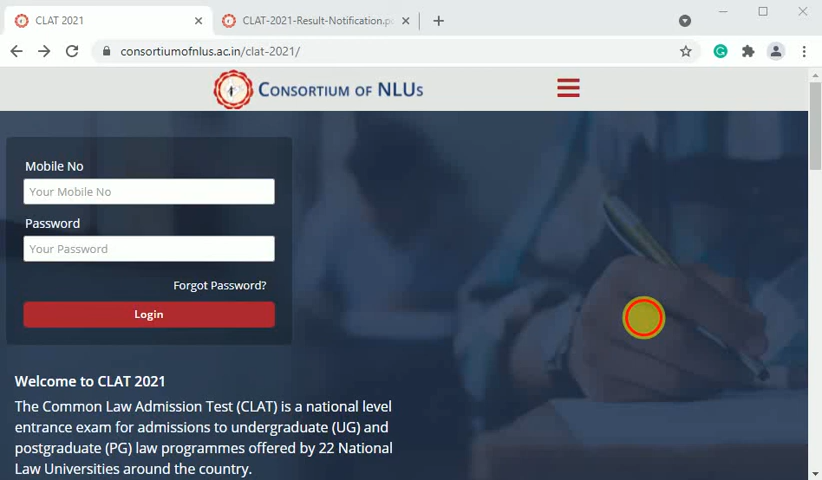 CLAT 2021
CLAT-2021-Result-Notification.p
consortiumofnlus.ac.in/clat-2021/
CONSORTIUM OF NLUs
Mobile No
Your Mobile No
Password
Your Password
Forgot Password?
Login
Welcome to CLAT 2021
The Common Law Admission Test (CLAT) is a national level
entrance exam for admissions to undergraduate (UG) and
postgraduate (PG) law programmes offered by 22 National
Law Universities around the country.